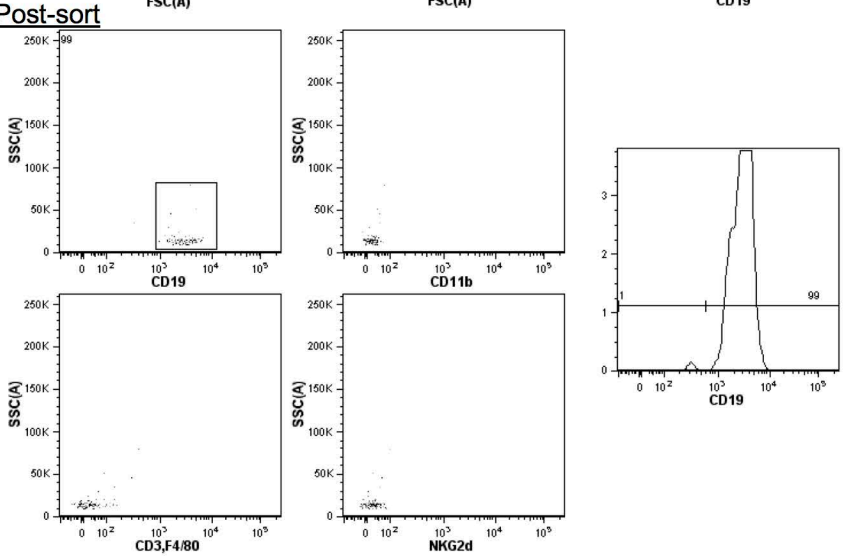 FSC(A) FSC(A) CD19
Post-sort
99
250K
200K
150K
100K
50K
0
SSC(A)
0 10² 10³ 10⁴ 10⁵
CD19
250K
200K
150K
100K
50K
0
SSC(A)
0 10² 10³ 10⁴ 10⁵
CD11b
3
2
1
0
1 99
0 10² 10³ 10⁴ 10⁵
CD19
250K
200K
150K
100K
50K
0
SSC(A)
0 10² 10³ 10⁴ 10⁵
CD3,F4/80
250K
200K
150K
100K
50K
0
SSC(A)
0 10² 10³ 10⁴ 10⁵
NKG2d